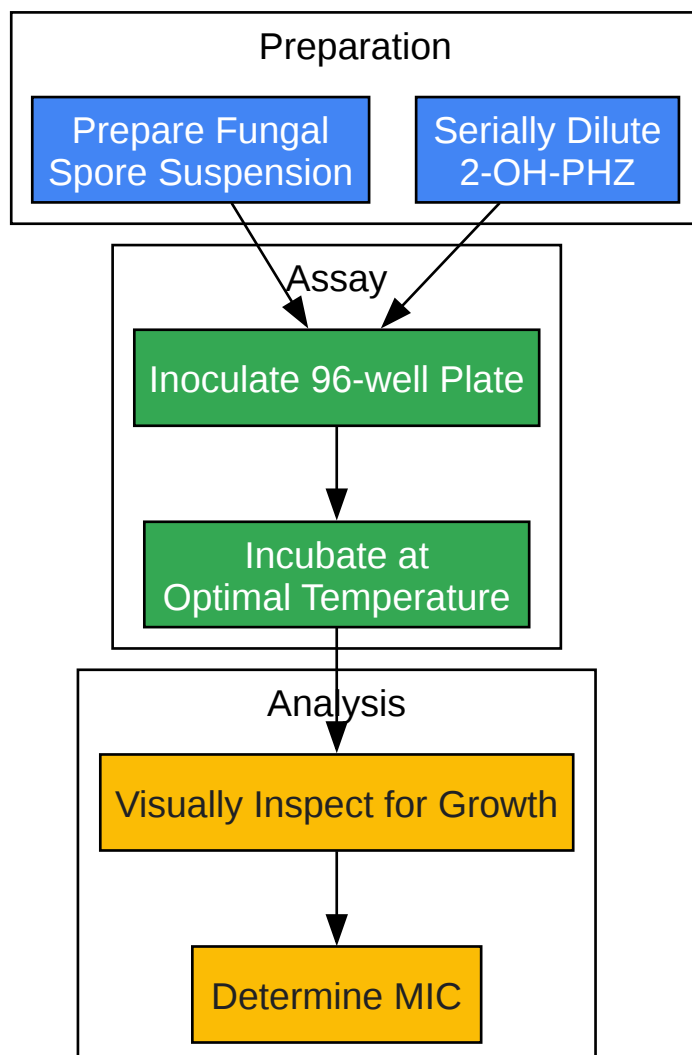 Preparation
Prepare Fungal
Spore Suspension
Serially Dilute
2-OH-PHZ
Assay
Inoculate 96-well Plate
Incubate at
Optimal Temperature
Analysis
Visually Inspect for Growth
Determine MIC